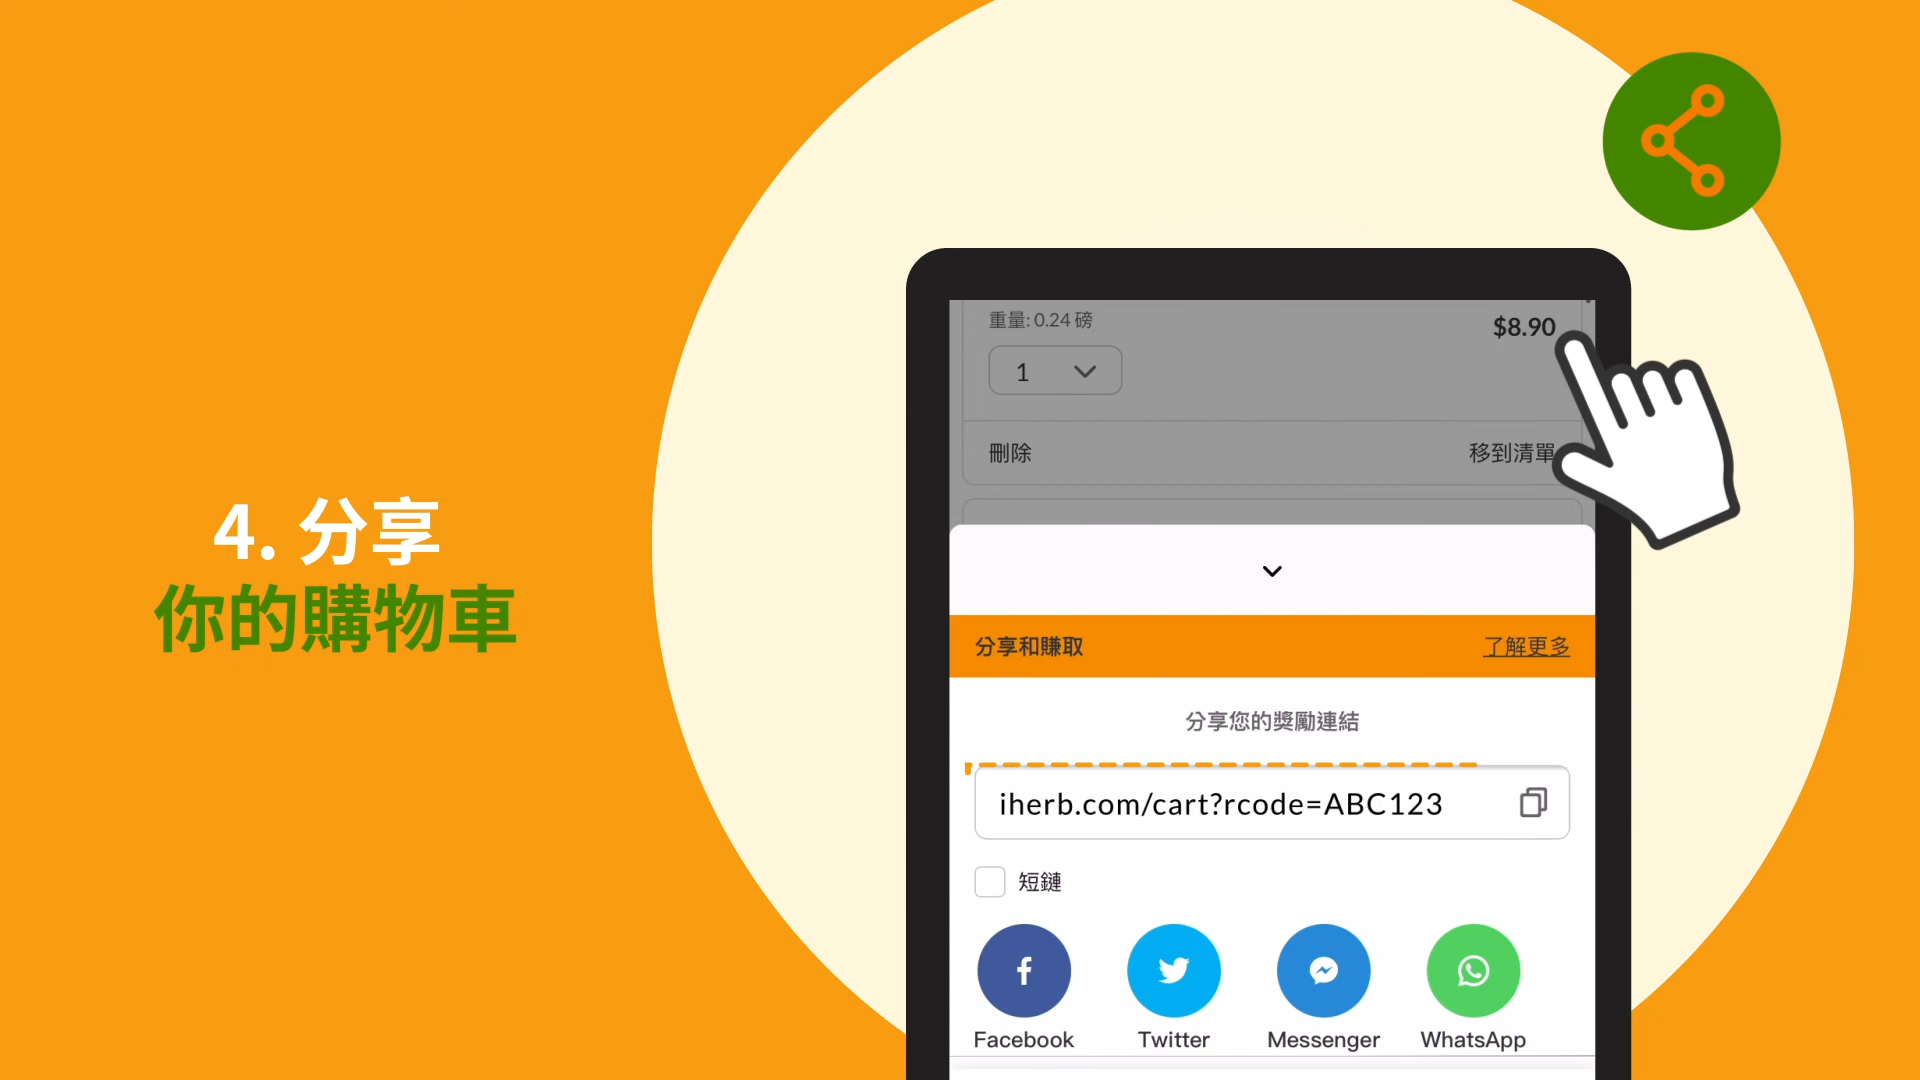 4. 分享
你的購物車
重量: 0.24 磅
$8.90
1
刪除
移到清單
分享和賺取
了解更多
分享您的獎勵連結
iherb.com/cart?rcode=ABC123
短鏈
Facebook
Twitter
Messenger
WhatsApp